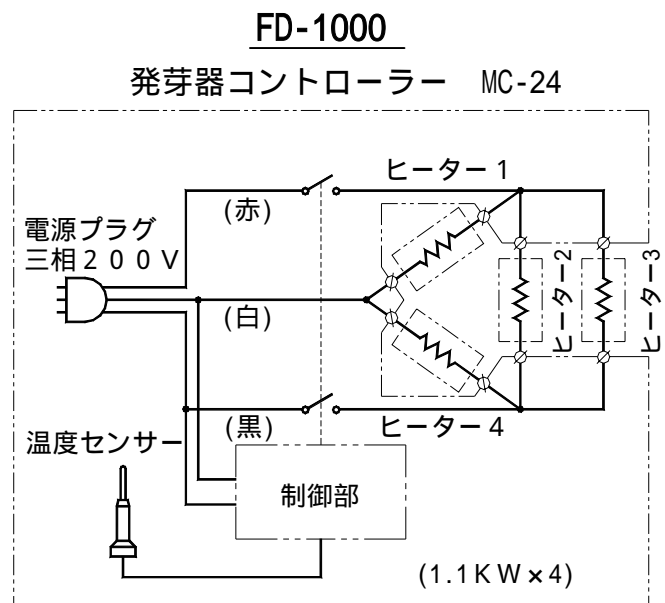 FD-1000
発芽器コントローラー MC-24
ヒーター1
(赤)
電源プラグ
三相200V
(白)
ヒーター2
ヒーター3
(黒)
ヒーター4
温度センサー
制御部
(1.1KW×4)